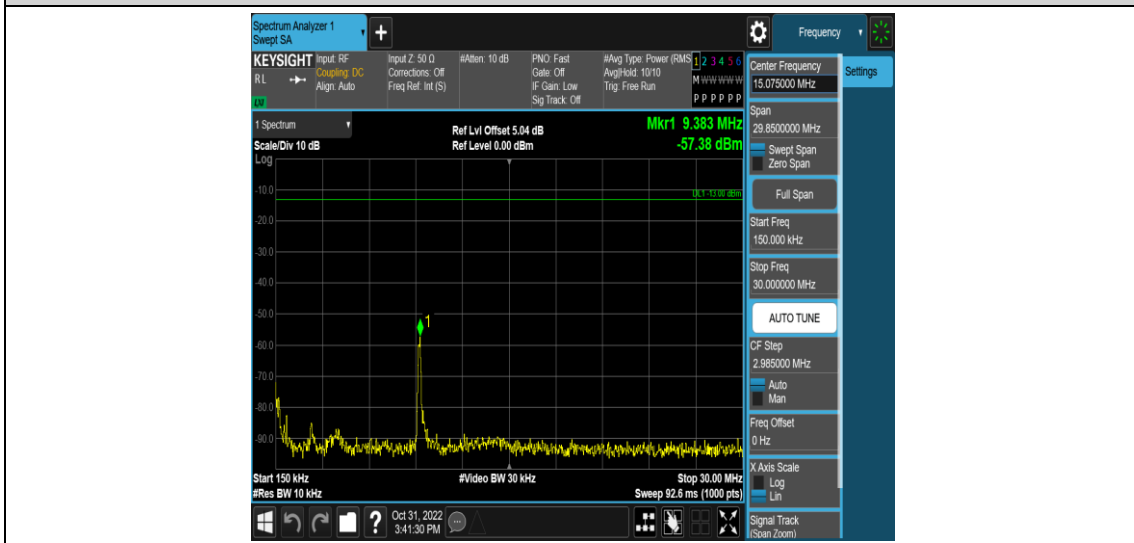 Spectrum Analyzer 1
Swept SA
+
Frequency
KEYSIGHT
RL
Input: RF
Coupling: DC
Align: Auto
Input Z: 50 Ω
Corrections: Off
Freq Ref: Int (S)
#Atten: 10 dB
PNO: Fast
Gate: Off
IF Gain: Low
Sig Track: Off
#Avg Type: Power (RMS
Avg|Hold: 10/10
Trig: Free Run
1 2 3 4 5 6
M W W W W W
P P P P P P
1 Spectrum
Scale/Div 10 dB
Ref Lvl Offset 5.04 dB
Ref Level 0.00 dBm
Mkr1 9.383 MHz
-57.38 dBm
Log
DL1 -13.00 dBm
-10.0
-20.0
-30.0
-40.0
-50.0
-60.0
-70.0
-80.0
-90.0
1
Start 150 kHz
#Res BW 10 kHz
#Video BW 30 kHz
Stop 30.00 MHz
Sweep 92.6 ms (1000 pts)
?
Oct 31, 2022
3:41:30 PM
Settings
Center Frequency
15.075000 MHz
Span
29.8500000 MHz
Swept Span
Zero Span
Full Span
Start Freq
150.000 kHz
Stop Freq
30.000000 MHz
AUTO TUNE
CF Step
2.985000 MHz
Auto
Man
Freq Offset
0 Hz
X Axis Scale
Log
Lin
Signal Track
(Span Zoom)